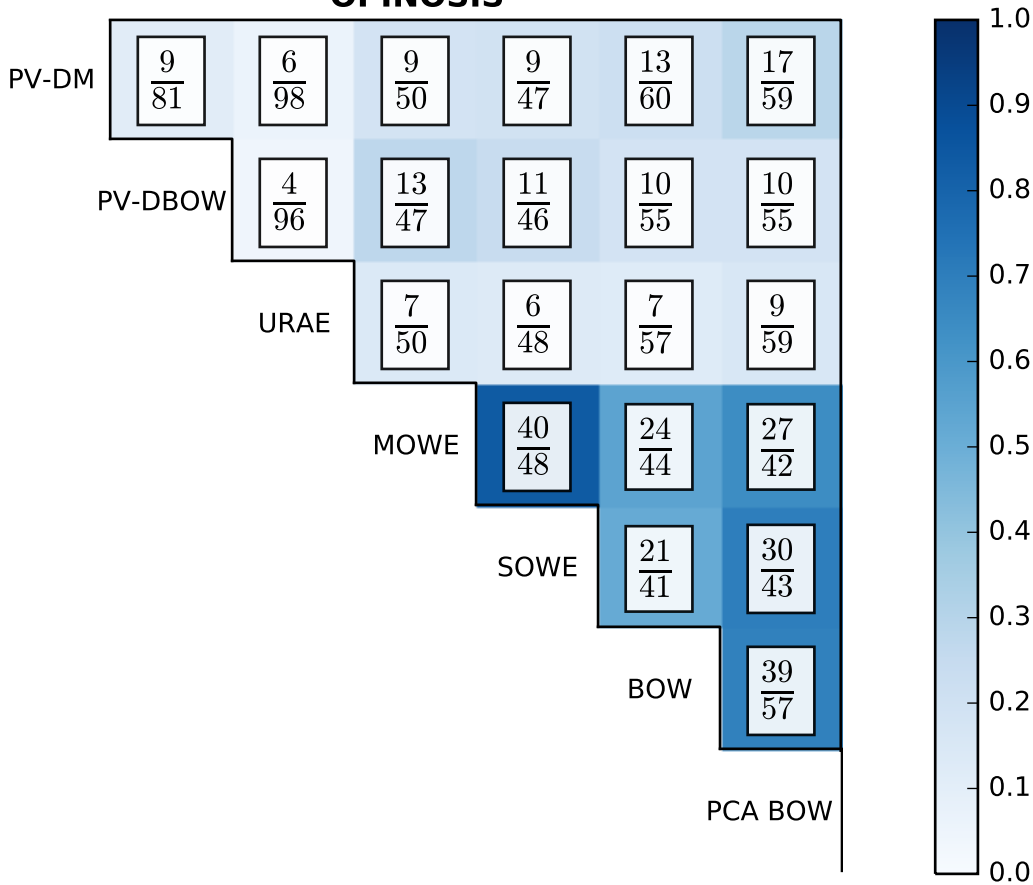 OPINOSIS
PV-DM 9/81 6/98 9/50 9/47 13/60 17/59
PV-DBOW 4/96 13/47 11/46 10/55 10/55
URAE 7/50 6/48 7/57 9/59
MOWE 40/48 24/44 27/42
SOWE 21/41 30/43
BOW 39/57
PCA BOW
1.0
0.9
0.8
0.7
0.6
0.5
0.4
0.3
0.2
0.1
0.0